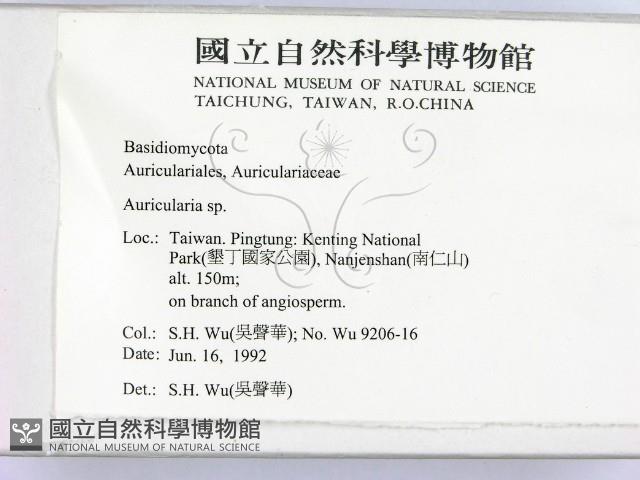 國立自然科學博物館
NATIONAL MUSEUM OF NATURAL SCIENCE
TAICHUNG, TAIWAN, R.O.CHINA
Basidiomycota
Auriculariales, Auriculariaceae
Auricularia sp.
Loc.: Taiwan. Pingtung: Kenting National
Park(墾丁國家公園), Nanjenshan(南仁山)
alt. 150m;
on branch of angiosperm.
Col.: S.H. Wu(吳聲華); No. Wu 9206-16
Date: Jun. 16, 1992
Det.: S.H. Wu(吳聲華)
國立自然科學博物館
NATIONAL MUSEUM OF NATURAL SCIENCE